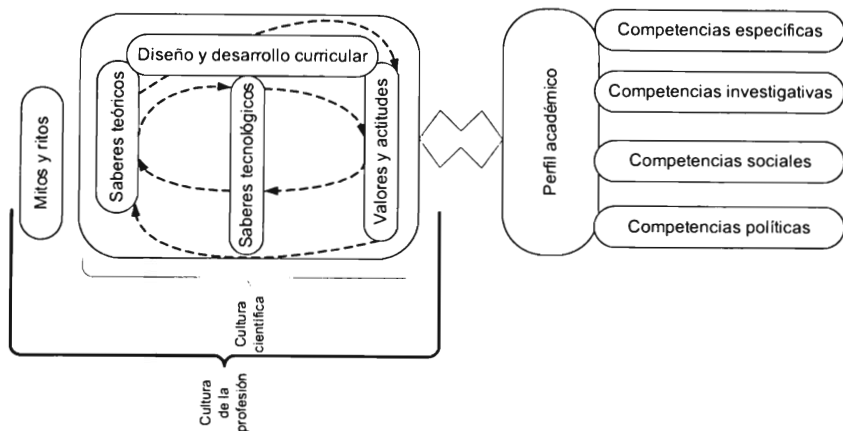 Mitos y ritos
Diseño y desarrollo curricular
Saberes teóricos
Saberes tecnológicos
Valores y actitudes
Cultura
científica
Cultura
de la
profesión
Perfil académico
Competencias específicas
Competencias investigativas
Competencias sociales
Competencias políticas